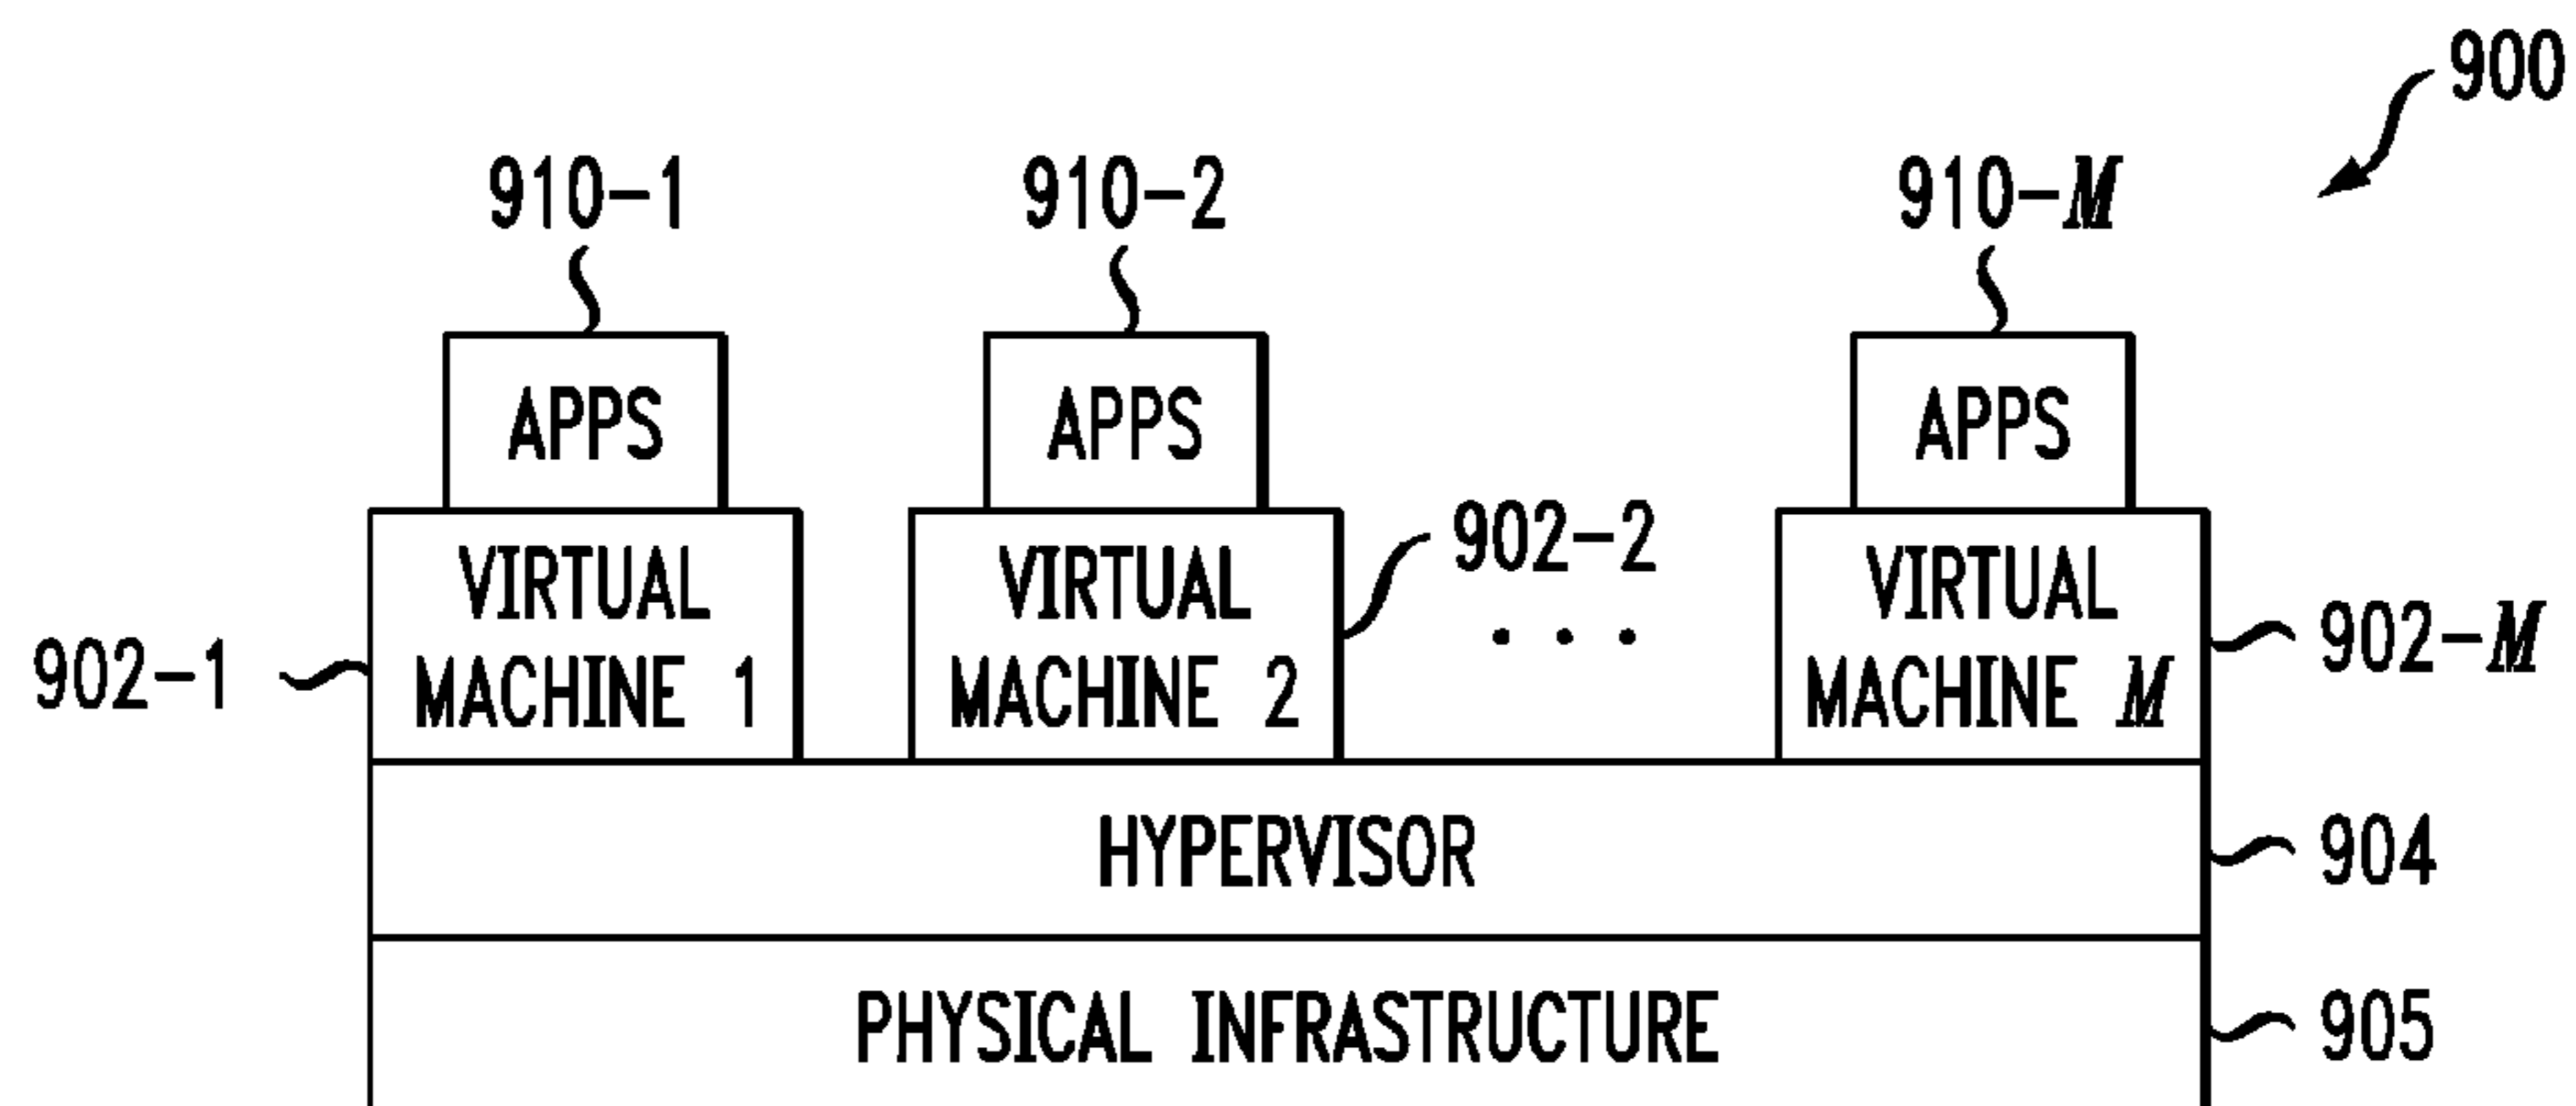 900
910-1
910-2
910-M
APPS
APPS
APPS
902-1
VIRTUAL
MACHINE 1
VIRTUAL
MACHINE 2
902-2
. . .
VIRTUAL
MACHINE M
902-M
HYPERVISOR
904
PHYSICAL INFRASTRUCTURE
905